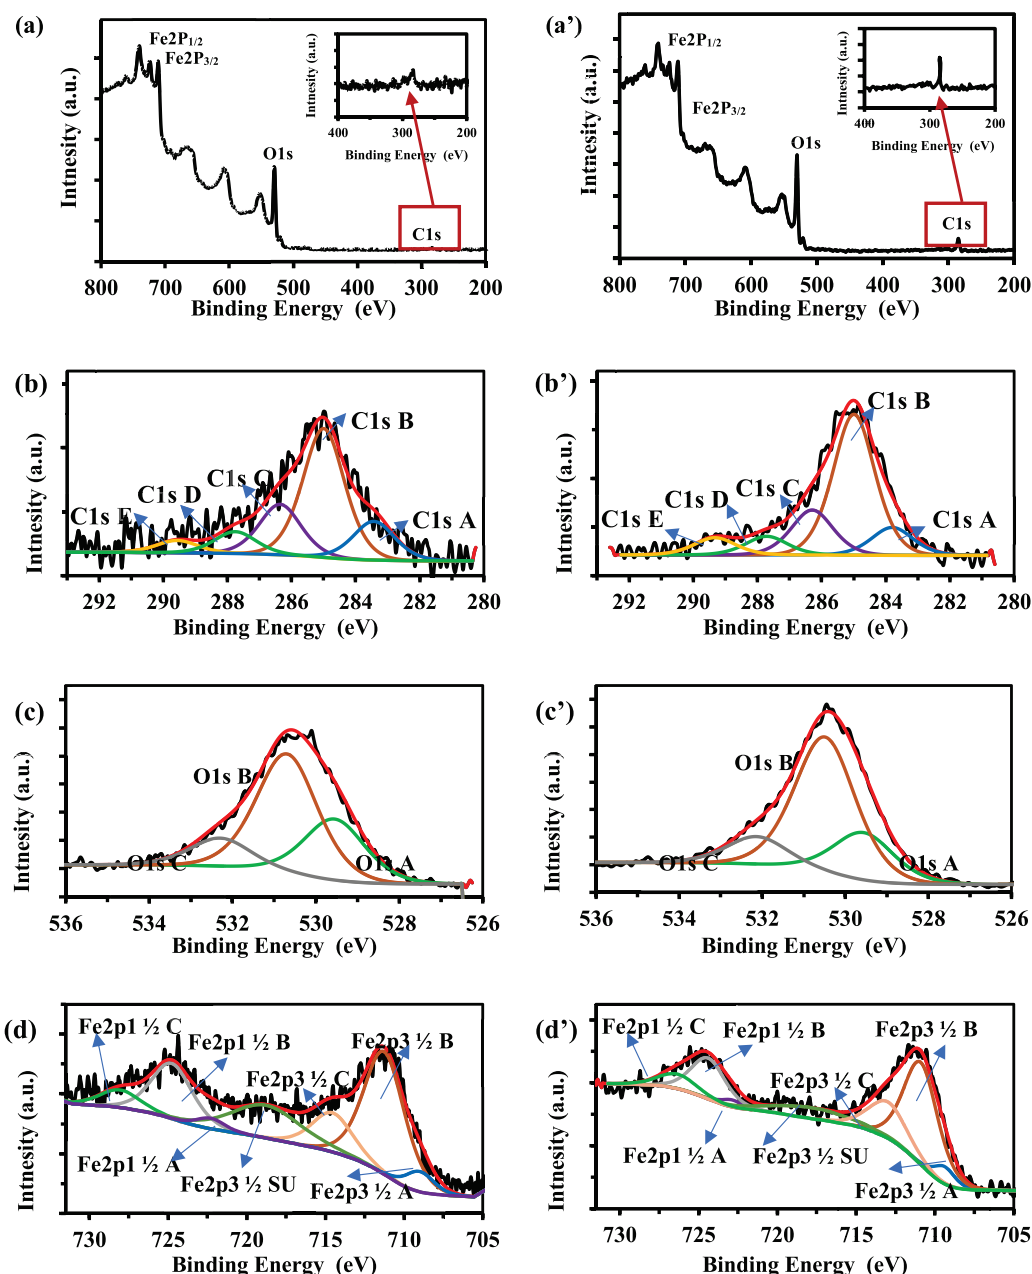 (a)
Fe2P1/2
Fe2P3/2
O1s
C1s
Intnesity (a.u.)
400 300 200
Binding Energy (eV)
Intnesity (a.u.)
800 700 600 500 400 300 200
Binding Energy (eV)
(a’)
Fe2P1/2
Fe2P3/2
O1s
C1s
Intnesity (a.u.)
400 300 200
Binding Energy (eV)
Intnesity (a.u.)
800 700 600 500 400 300 200
Binding Energy (eV)
(b)
C1s B
C1s C
C1s D
C1s E
C1s A
Intnesity (a.u.)
292 290 288 286 284 282 280
Binding Energy (eV)
(b’)
C1s B
C1s C
C1s D
C1s E
C1s A
Intnesity (a.u.)
292 290 288 286 284 282 280
Binding Energy (eV)
(c)
O1s B
O1s C
O1s A
Intnesity (a.u.)
536 534 532 530 528 526
Binding Energy (eV)
(c’)
O1s B
O1s C
O1s A
Intnesity (a.u.)
536 534 532 530 528 526
Binding Energy (eV)
(d)
Fe2p1 ½ C
Fe2p1 ½ B
Fe2p3 ½ B
Fe2p3 ½ C
Fe2p1 ½ A
Fe2p3 ½ SU
Fe2p3 ½ A
Intnesity (a.u.)
730 725 720 715 710 705
Binding Energy (eV)
(d’)
Fe2p1 ½ C
Fe2p1 ½ B
Fe2p3 ½ B
Fe2p3 ½ C
Fe2p1 ½ A
Fe2p3 ½ SU
Fe2p3 ½ A
Intnesity (a.u.)
730 725 720 715 710 705
Binding Energy (eV)